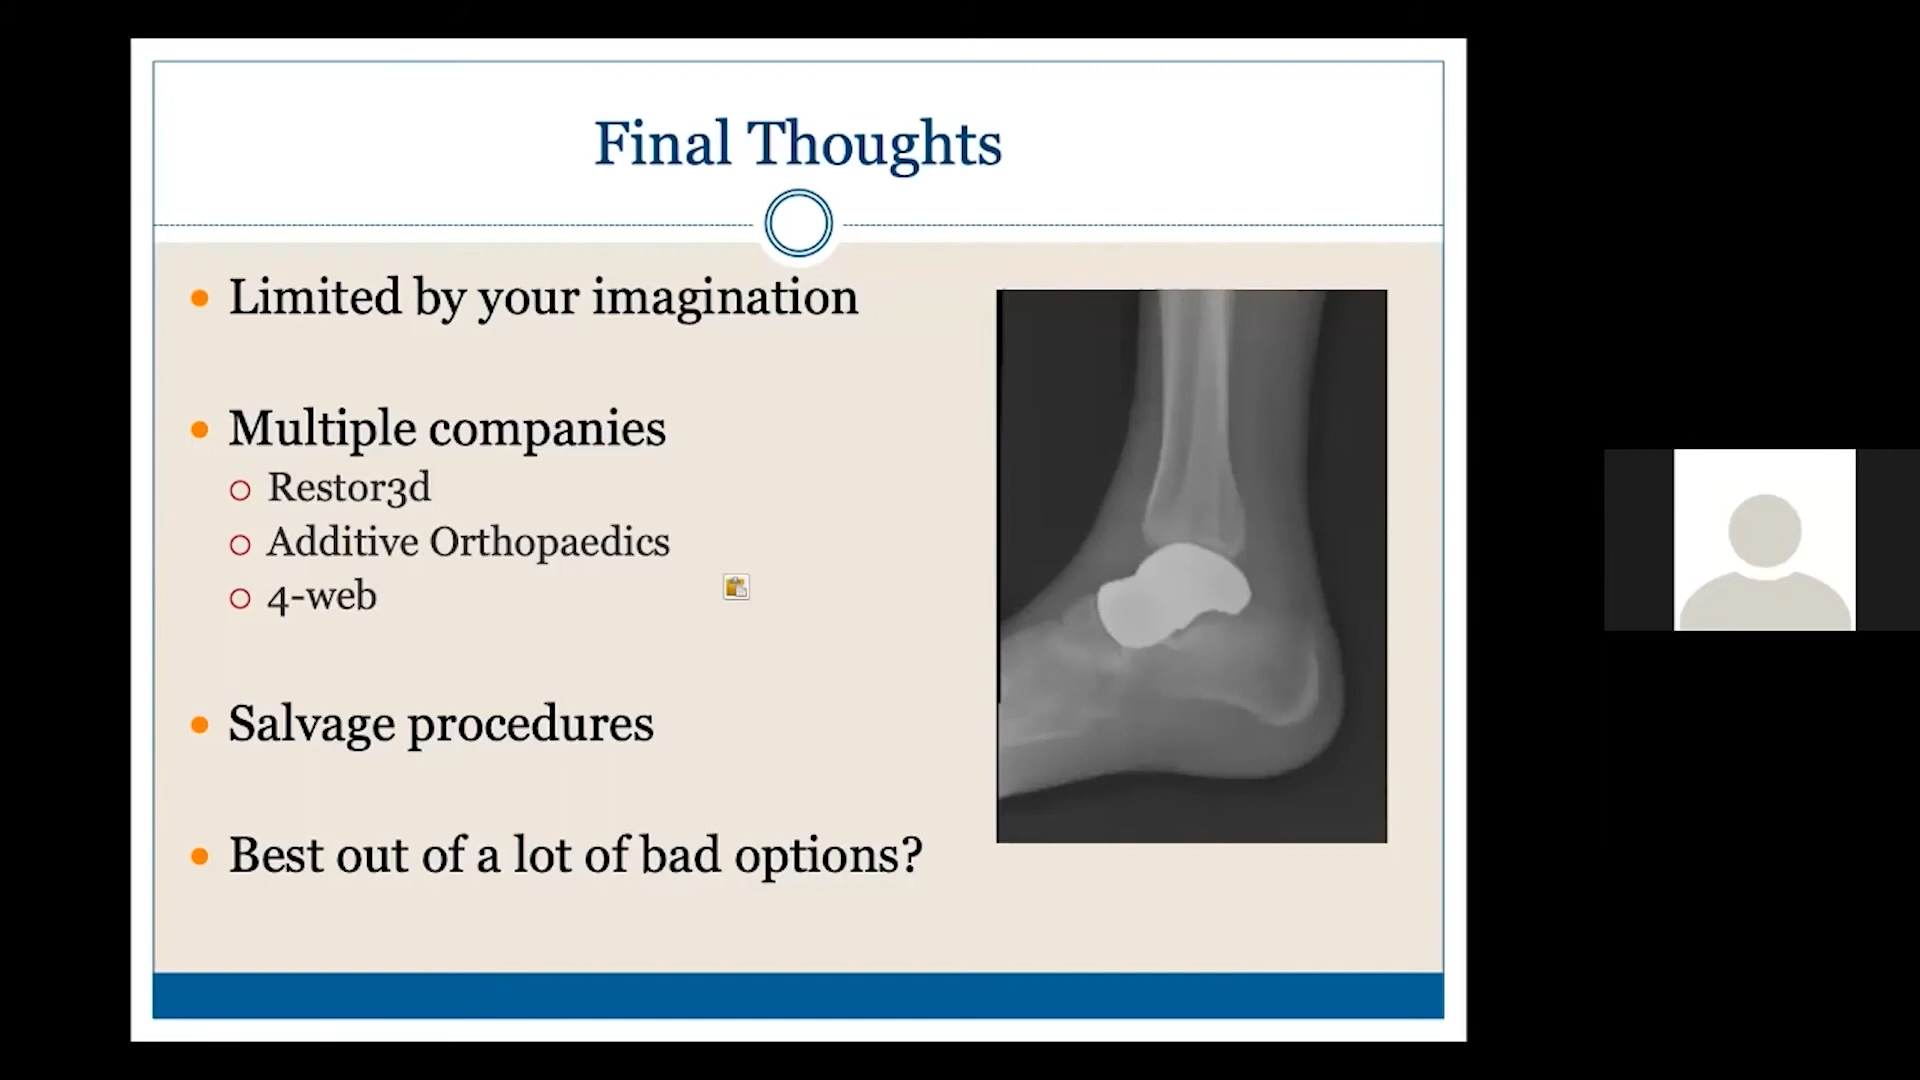 Final Thoughts
Limited by your imagination
Multiple companies
Restor3d
Additive Orthopaedics
4-web
Salvage procedures
Best out of a lot of bad options?